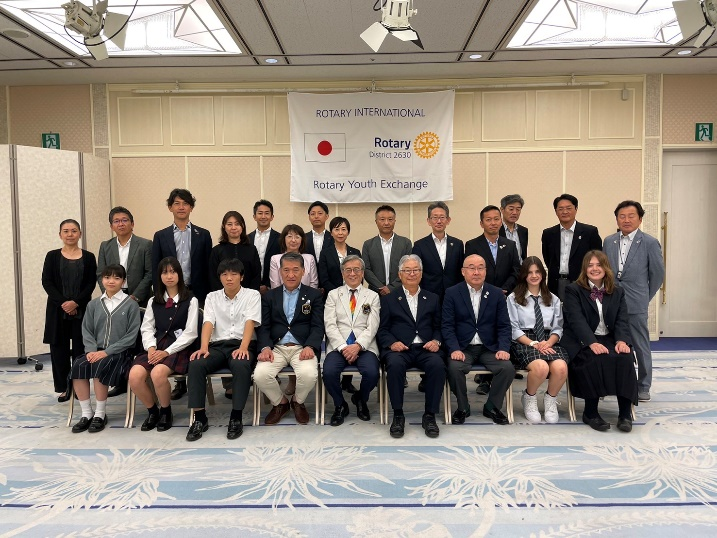 ROTARY INTERNATIONAL
Rotary
District 2630
Rotary Youth Exchange